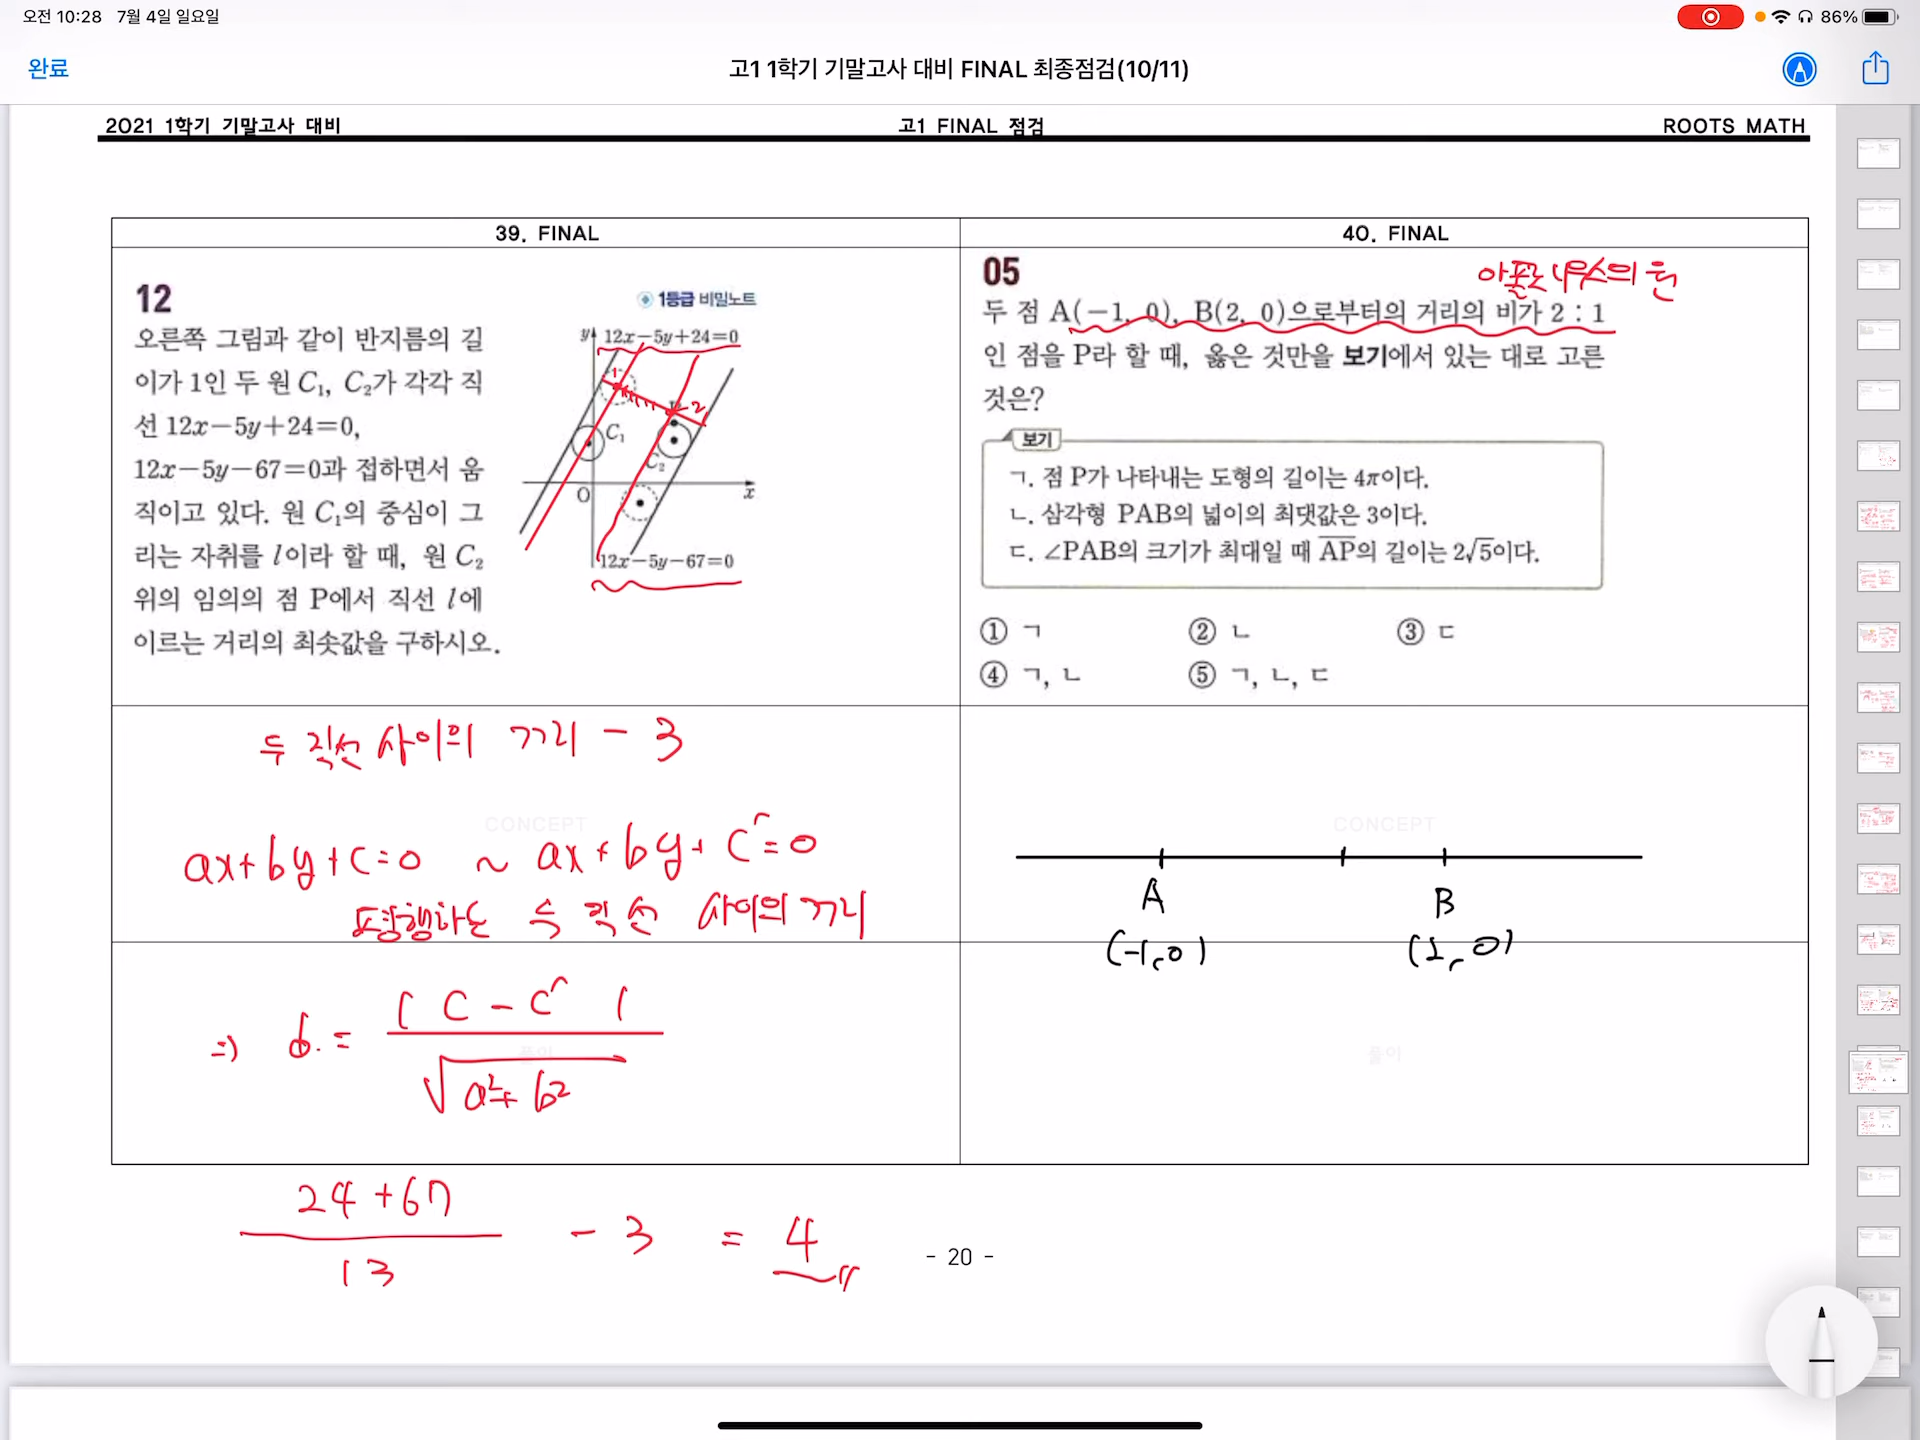 오전 10:28 7월 4일 일요일
86%
완료
고1 1학기 기말고사 대비 FINAL 최종점검(10/11)
2021 1학기 기말고사 대비
고1 FINAL 점검
ROOTS MATH
39. FINAL
12
1등급 비밀노트
오른쪽 그림과 같이 반지름의 길
이가 1인 두 원 C₁, C₂가 각각 직
선 12x−5y+24=0,
12x−5y−67=0과 접하면서 움
직이고 있다. 원 C₁의 중심이 그
리는 자취를 l이라 할 때, 원 C₂
위의 임의의 점 P에서 직선 l에
이르는 거리의 최솟값을 구하시오.
y
12x−5y+24=0
1
2
C₁
C₂
O
x
12x−5y−67=0
두 직선 사이의 거리 - 3
CONCEPT
ax+by+c=0 ~ ax+by+c'=0
평행하는 두 직선 사이의 거리
풀이
=) d = | c - c' |
√a²+b²
24+67
13
- 3 = 4
40. FINAL
05
아폴로니우스의 원
두 점 A(−1, 0), B(2, 0)으로부터의 거리의 비가 2 : 1
인 점을 P라 할 때, 옳은 것만을 보기에서 있는 대로 고른
것은?
보기
ㄱ. 점 P가 나타내는 도형의 길이는 4π이다.
ㄴ. 삼각형 PAB의 넓이의 최댓값은 3이다.
ㄷ. ∠PAB의 크기가 최대일 때 A̅P̅의 길이는 2√5이다.
① ㄱ ② ㄴ ③ ㄷ
④ ㄱ, ㄴ ⑤ ㄱ, ㄴ, ㄷ
CONCEPT
A B
(-1, 0) (2, 0)
풀이
- 20 -